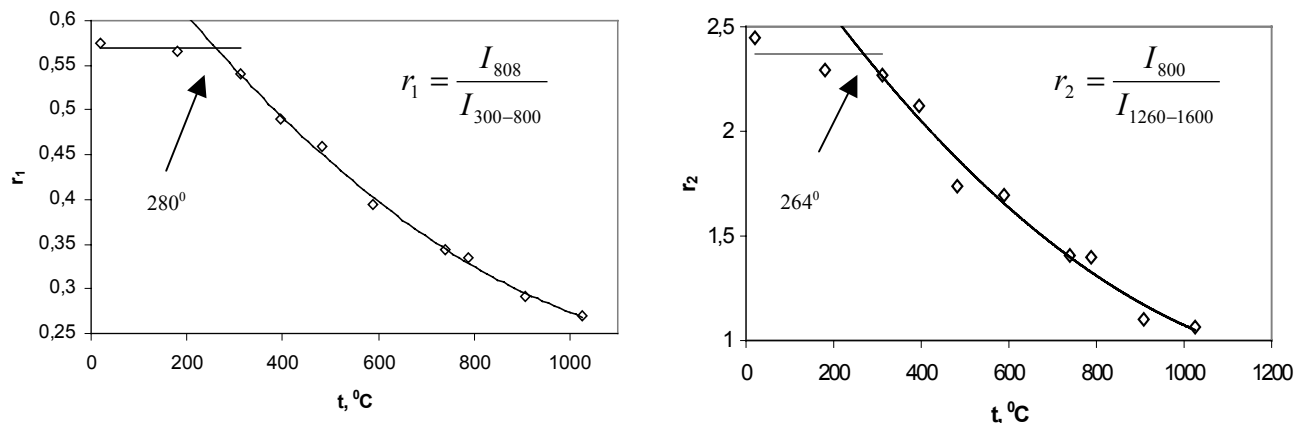 0,6
0,55
0,5
0,45
0,4
0,35
0,3
0,25
r₁
0 200 400 600 800 1000
t, ⁰C
280⁰
r₁ = I₈₀₈ / I₃₀₀₋₈₀₀
2,5
2
1,5
1
r₂
0 200 400 600 800 1000 1200
t, ⁰C
264⁰
r₂ = I₈₀₀ / I₁₂₆₀₋₁₆₀₀